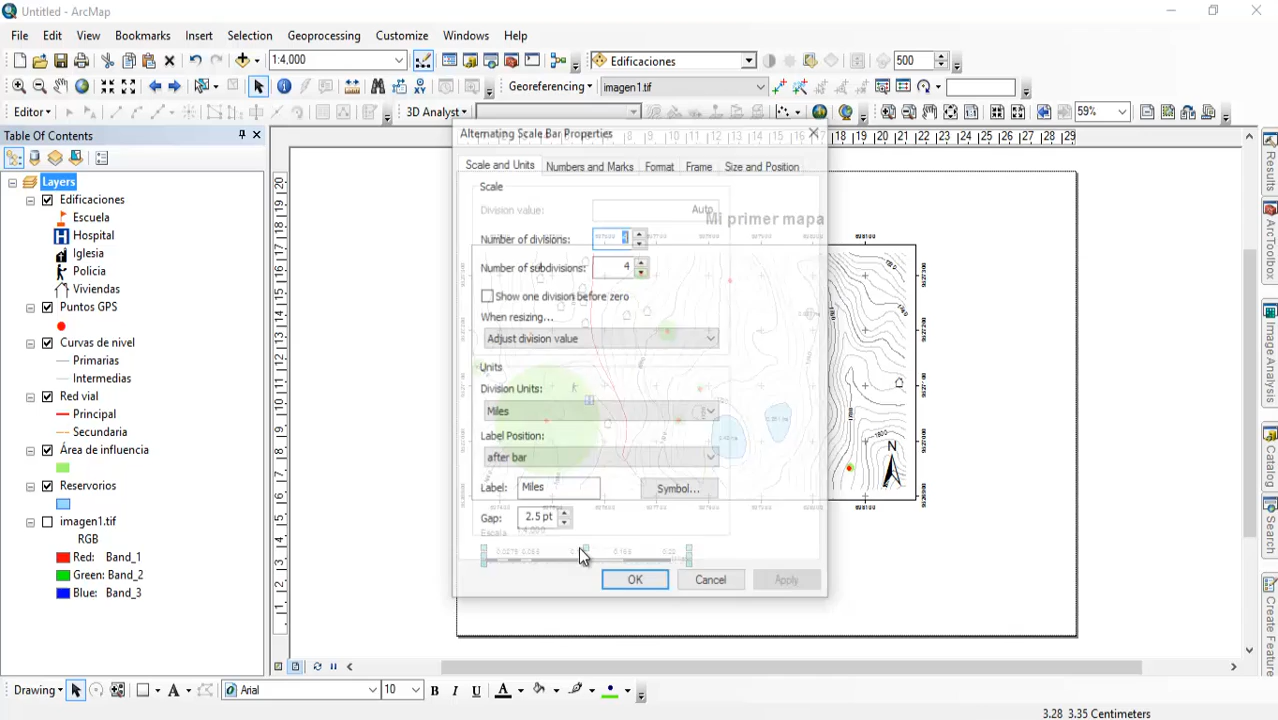 Untitled - ArcMap
File Edit View Bookmarks Insert Selection Geoprocessing Customize Windows Help
1:4,000 Edificaciones 500
Georeferencing imagen1.tif
Editor 3D Analyst 59%
Table Of Contents
Layers
Edificaciones
Escuela
Hospital
Iglesia
Policia
Viviendas
Puntos GPS
Curvas de nivel
Primarias
Intermedias
Red vial
Principal
Secundaria
Área de influencia
Reservorios
imagen1.tif
RGB
Red: Band_1
Green: Band_2
Blue: Band_3
Alternating Scale Bar Properties
Scale and Units Numbers and Marks Format Frame Size and Position
Scale
Division value: Auto
Number of divisions: 4
Number of subdivisions: 4
Show one division before zero
When resizing...
Adjust division value
Units
Division Units:
Miles
Label Position:
after bar
Label: Miles Symbol...
Gap: 2.5 pt
OK Cancel Apply
Mi primer mapa
N
Escala
Results
ArcToolbox
Image Analysis
Catalog
Search
Create Feature
Drawing Arial 10 B I U A
3.28 3.35 Centimeters